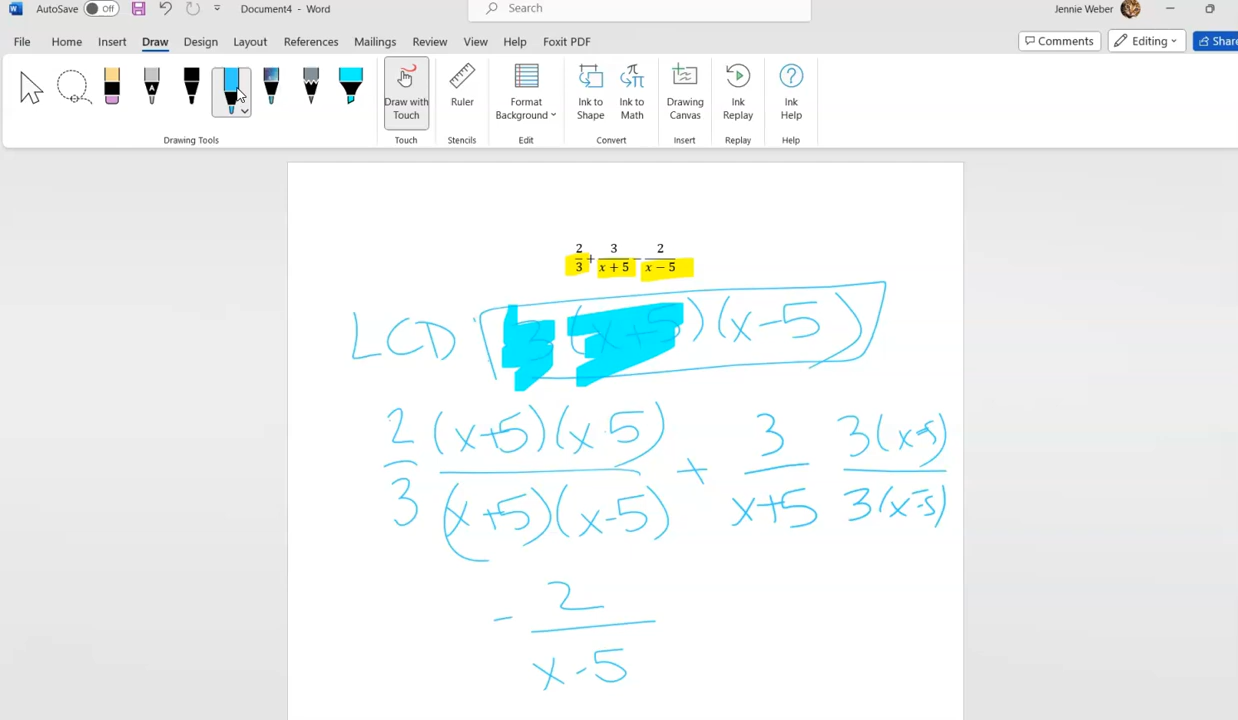 AutoSave Off Document4 - Word Search Jennie Weber
File Home Insert Draw Design Layout References Mailings Review View Help Foxit PDF Comments Editing Share
A
Draw with Touch Ruler Format Background Ink to Shape Ink to Math Drawing Canvas Ink Replay Ink Help
Drawing Tools Touch Stencils Edit Convert Insert Replay Help
2/3 + 3/(x + 5) − 2/(x − 5)
LCD 3 (x+5)(x-5)
2/3 (x+5)(x-5)/(x+5)(x-5) + 3/(x+5) 3(x-5)/3(x-5)
- 2/(x-5)